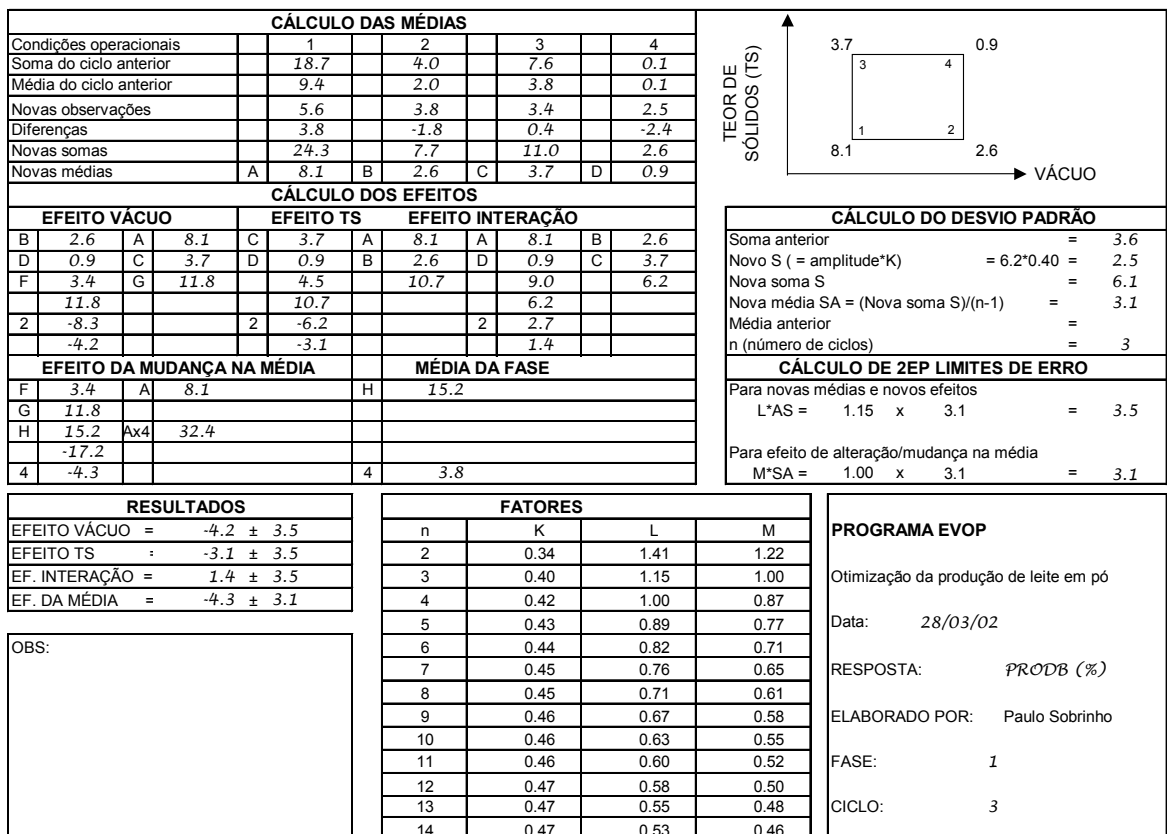 CÁLCULO DAS MÉDIAS
Condições operacionais 1 2 3 4
Soma do ciclo anterior 18.7 4.0 7.6 0.1
Média do ciclo anterior 9.4 2.0 3.8 0.1
Novas observações 5.6 3.8 3.4 2.5
Diferenças 3.8 -1.8 0.4 -2.4
Novas somas 24.3 7.7 11.0 2.6
Novas médias A 8.1 B 2.6 C 3.7 D 0.9
CÁLCULO DOS EFEITOS
EFEITO VÁCUO EFEITO TS EFEITO INTERAÇÃO
B 2.6 A 8.1 C 3.7 A 8.1 A 8.1 B 2.6
D 0.9 C 3.7 D 0.9 B 2.6 D 0.9 C 3.7
F 3.4 G 11.8 4.5 10.7 9.0 6.2
11.8 10.7 6.2
2 -8.3 2 -6.2 2 2.7
-4.2 -3.1 1.4
EFEITO DA MUDANÇA NA MÉDIA MÉDIA DA FASE
F 3.4 A 8.1 H 15.2
G 11.8
H 15.2 Ax4 32.4
-17.2
4 -4.3 4 3.8
TEOR DE
SÓLIDOS (TS)
3.7 0.9
3 4
1 2
8.1 2.6
VÁCUO
CÁLCULO DO DESVIO PADRÃO
Soma anterior = 3.6
Novo S ( = amplitude*K) = 6.2*0.40 = 2.5
Nova soma S = 6.1
Nova média SA = (Nova soma S)/(n-1) = 3.1
Média anterior =
n (número de ciclos) = 3
CÁLCULO DE 2EP LIMITES DE ERRO
Para novas médias e novos efeitos
L*AS = 1.15 x 3.1 = 3.5
Para efeito de alteração/mudança na média
M*SA = 1.00 x 3.1 = 3.1
RESULTADOS
EFEITO VÁCUO = -4.2 ± 3.5
EFEITO TS = -3.1 ± 3.5
EF. INTERAÇÃO = 1.4 ± 3.5
EF. DA MÉDIA = -4.3 ± 3.1
OBS:
FATORES
n K L M
2 0.34 1.41 1.22
3 0.40 1.15 1.00
4 0.42 1.00 0.87
5 0.43 0.89 0.77
6 0.44 0.82 0.71
7 0.45 0.76 0.65
8 0.45 0.71 0.61
9 0.46 0.67 0.58
10 0.46 0.63 0.55
11 0.46 0.60 0.52
12 0.47 0.58 0.50
13 0.47 0.55 0.48
14 0.47 0.53 0.46
PROGRAMA EVOP
Otimização da produção de leite em pó
Data: 28/03/02
RESPOSTA: PRODB (%)
ELABORADO POR: Paulo Sobrinho
FASE: 1
CICLO: 3